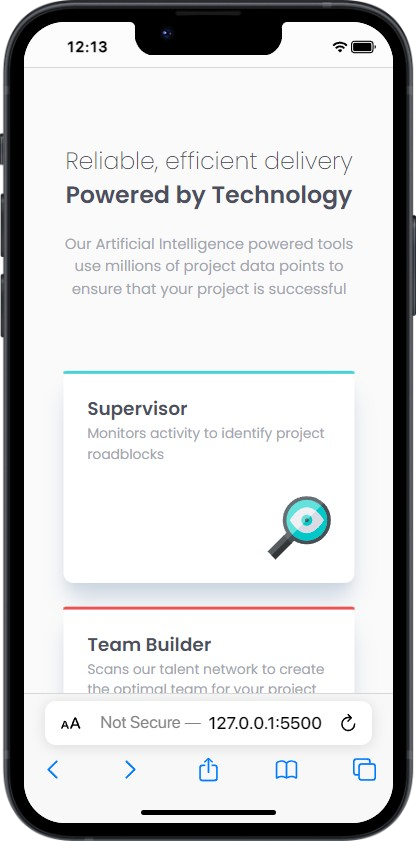 12:13
Reliable, efficient delivery
Powered by Technology
Our Artificial Intelligence powered tools
use millions of project data points to
ensure that your project is successful
Supervisor
Monitors activity to identify project
roadblocks
Team Builder
Scans our talent network to create
the optimal team for your project
AA Not Secure — 127.0.0.1:5500